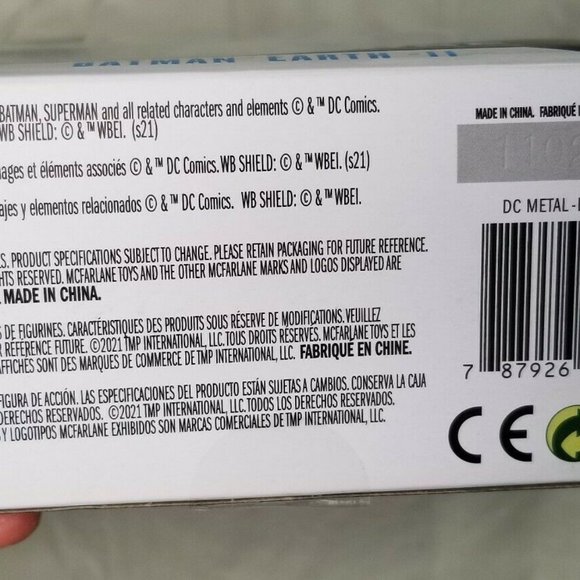 BATMAN EARTH II
BATMAN, SUPERMAN and all related characters and elements © & ™ DC Comics.
WB SHIELD: © & ™ WBEI. (s21)
ages et éléments associés © & ™ DC Comics. WB SHIELD: © & ™ WBEI. (s21)
ajes y elementos relacionados © & ™ DC Comics. WB SHIELD: © & ™ WBEI.
S. PRODUCT SPECIFICATIONS SUBJECT TO CHANGE. PLEASE RETAIN PACKAGING FOR FUTURE REFERENCE.
HTS RESERVED. MCFARLANE TOYS AND THE OTHER MCFARLANE MARKS AND LOGOS DISPLAYED ARE
MADE IN CHINA.
S DE FIGURINES. CARACTÉRISTIQUES DES PRODUITS SOUS RÉSERVE DE MODIFICATIONS. VEUILLEZ
R RÉFÉRENCE FUTURE. ©2021 TMP INTERNATIONAL, LLC. TOUS DROITS RÉSERVÉS. MCFARLANE TOYS ET LES
AFFICHÉS SONT DES MARQUES DE COMMERCE DE TMP INTERNATIONAL, LLC. FABRIQUÉ EN CHINE.
FIGURA DE ACCIÓN. LAS ESPECIFICACIONES DEL PRODUCTO ESTÁN SUJETAS A CAMBIOS. CONSERVA LA CAJA
DERECHOS RESERVADOS. ©2021 TMP INTERNATIONAL, LLC. TODOS LOS DERECHOS RESERVADOS.
S Y LOGOTIPOS MCFARLANE EXHIBIDOS SON MARCAS COMERCIALES DE TMP INTERNATIONAL, LLC.
MADE IN CHINA. FABRIQUÉ
1102
DC METAL -
7 87926
CE